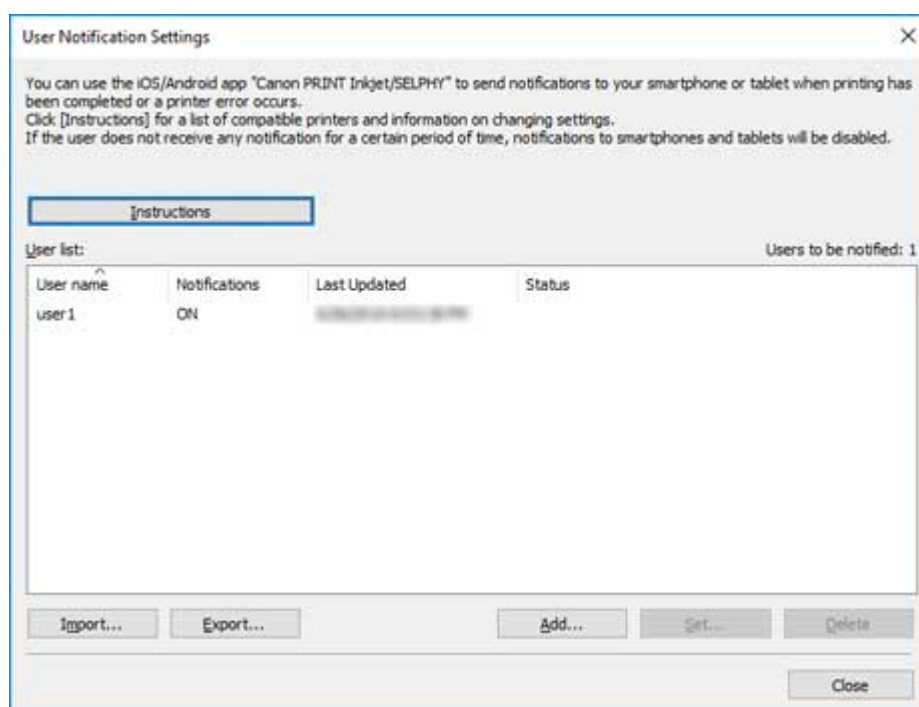 User Notification Settings
You can use the iOS/Android app "Canon PRINT Inkjet/SELPHY" to send notifications to your smartphone or tablet when printing has
been completed or a printer error occurs.
Click [Instructions] for a list of compatible printers and information on changing settings.
If the user does not receive any notification for a certain period of time, notifications to smartphones and tablets will be disabled.
Instructions
User list: Users to be notified: 1
User name Notifications Last Updated Status
user1 ON
Import... Export... Add... Set... Delete
Close